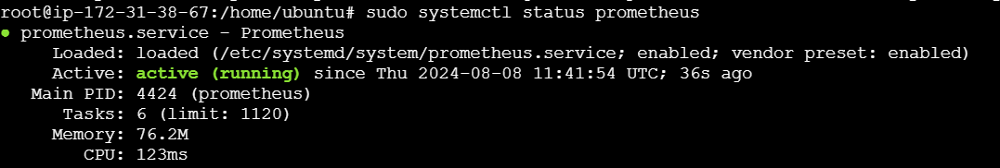 root@ip-172-31-38-67:/home/ubuntu# sudo systemctl status prometheus
● prometheus.service - Prometheus
Loaded: loaded (/etc/systemd/system/prometheus.service; enabled; vendor preset: enabled)
Active: active (running) since Thu 2024-08-08 11:41:54 UTC; 36s ago
Main PID: 4424 (prometheus)
Tasks: 6 (limit: 1120)
Memory: 76.2M
CPU: 123ms